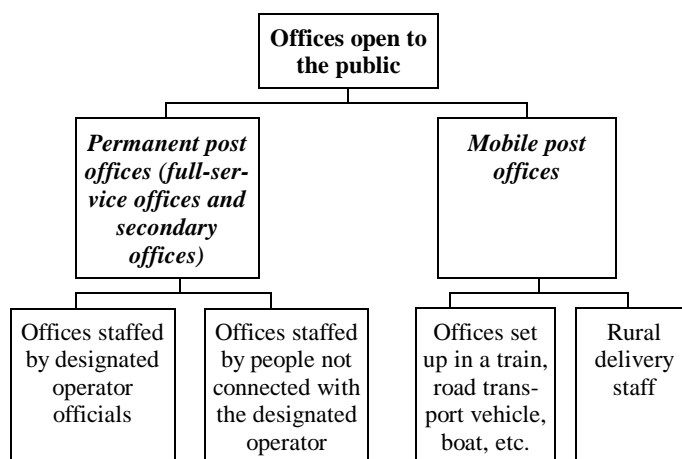 Offices open to
the public
Permanent post
offices (full-ser-
vice offices and
secondary
offices)
Mobile post
offices
Offices staffed
by designated
operator
officials
Offices staffed
by people not
connected with
the designated
operator
Offices set
up in a train,
road trans-
port vehicle,
boat, etc.
Rural
delivery
staff